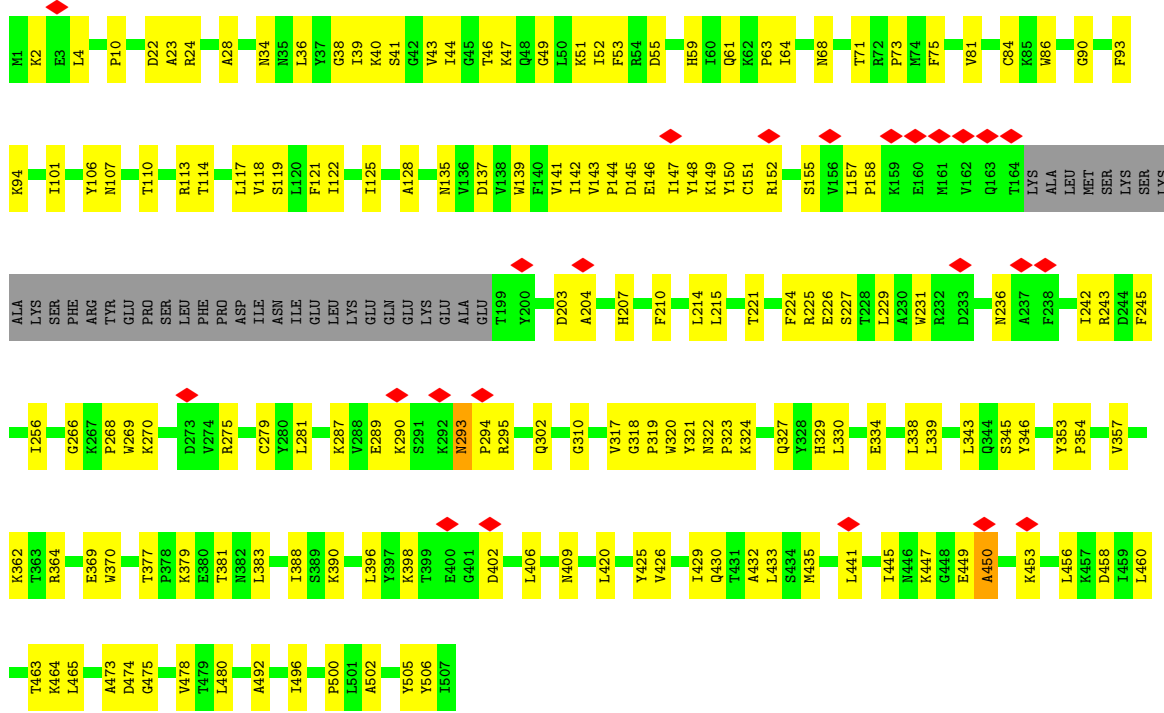 M1 K2 E3 L4 P10 D22 A23 R24 A28 N34 N35 L36 Y37 G38 I39 K40 S41 G42 V43 I44 G45 T46 K47 Q48 G49 L50 K51 I52 F53 R54 D55 H59 I60 Q61 K62 P63 I64 N68 T71 R72 P73 M74 F75 V81 C84 K85 W86 G90 F93
K94 I101 Y106 N107 T110 R113 T114 L117 V118 S119 L120 F121 I122 I125 A128 N135 V136 D137 V138 W139 F140 V141 I142 V143 P144 D145 E146 I147 Y148 K149 Y150 C151 R152 S155 V156 L157 P158 K159 E160 M161 V162 Q163 T164 LYS ALA LEU MET SER LYS SER LYS
ALA LYS SER PHE ARG TYR GLU PRO SER LEU PHE PRO ASP ILE ASN ILE GLU LEU LYS GLU GLN GLU LYS GLU ALA GLU T199 Y200 D203 A204 H207 F210 L214 L215 T221 F224 R225 E226 S227 T228 L229 A230 W231 R232 D233 N236 A237 F238 I242 R243 D244 F245
I256 G266 K267 P268 W269 K270 D273 V274 R275 C279 Y280 L281 K287 V288 E289 K290 S291 K292 N293 P294 R295 Q302 G310 V317 G318 P319 W320 Y321 N322 P323 K324 Q327 Y328 H329 L330 E334 L338 L339 L343 Q344 S345 Y346 Y353 P354 V357
K362 T363 R364 E369 W370 T377 P378 K379 E380 T381 N382 L383 I388 S389 K390 L396 Y397 K398 T399 E400 G401 D402 L406 N409 L420 Y425 V426 I429 Q430 T431 A432 L433 S434 M435 L441 I445 N446 K447 G448 E449 A450 K453 L456 K457 D458 I459 L460
T463 K464 L465 A473 D474 G475 V478 T479 L480 A492 I496 P500 L501 A502 Y505 Y506 I507